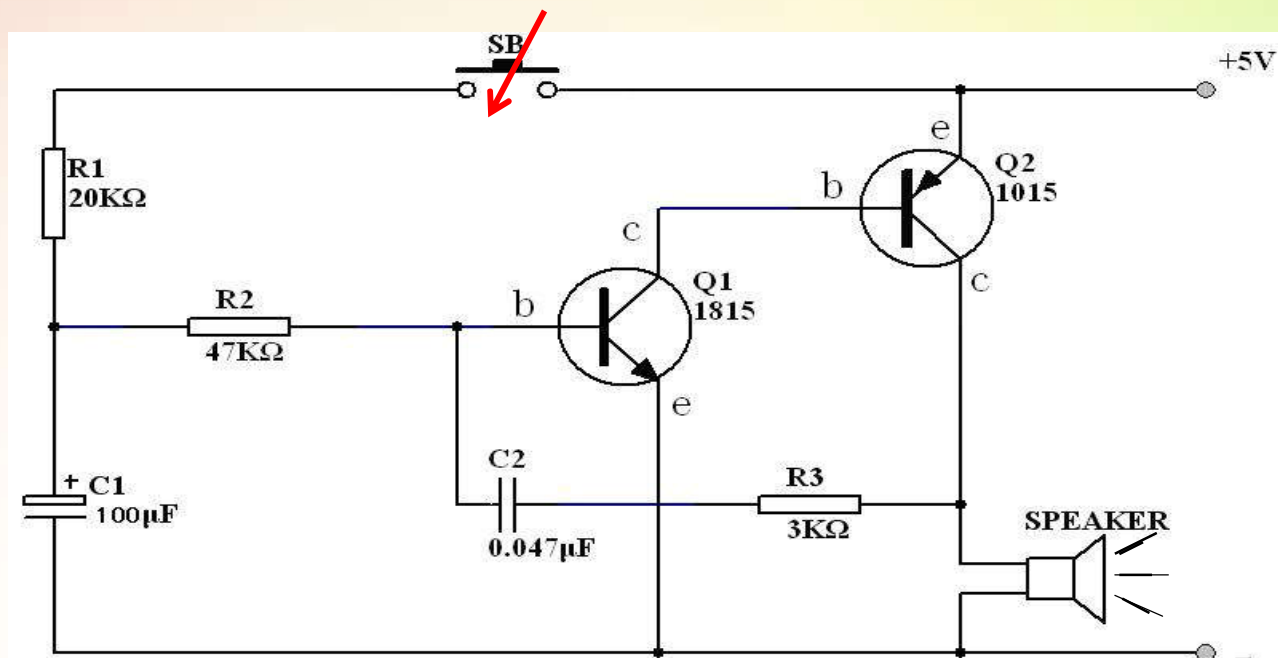 SB
+5V
e
R1
20KΩ
Q2
1015
b
c
Q1
1815
c
R2
b
47KΩ
e
C2
R3
+
C1
100µF
SPEAKER
3KΩ
0.047µF